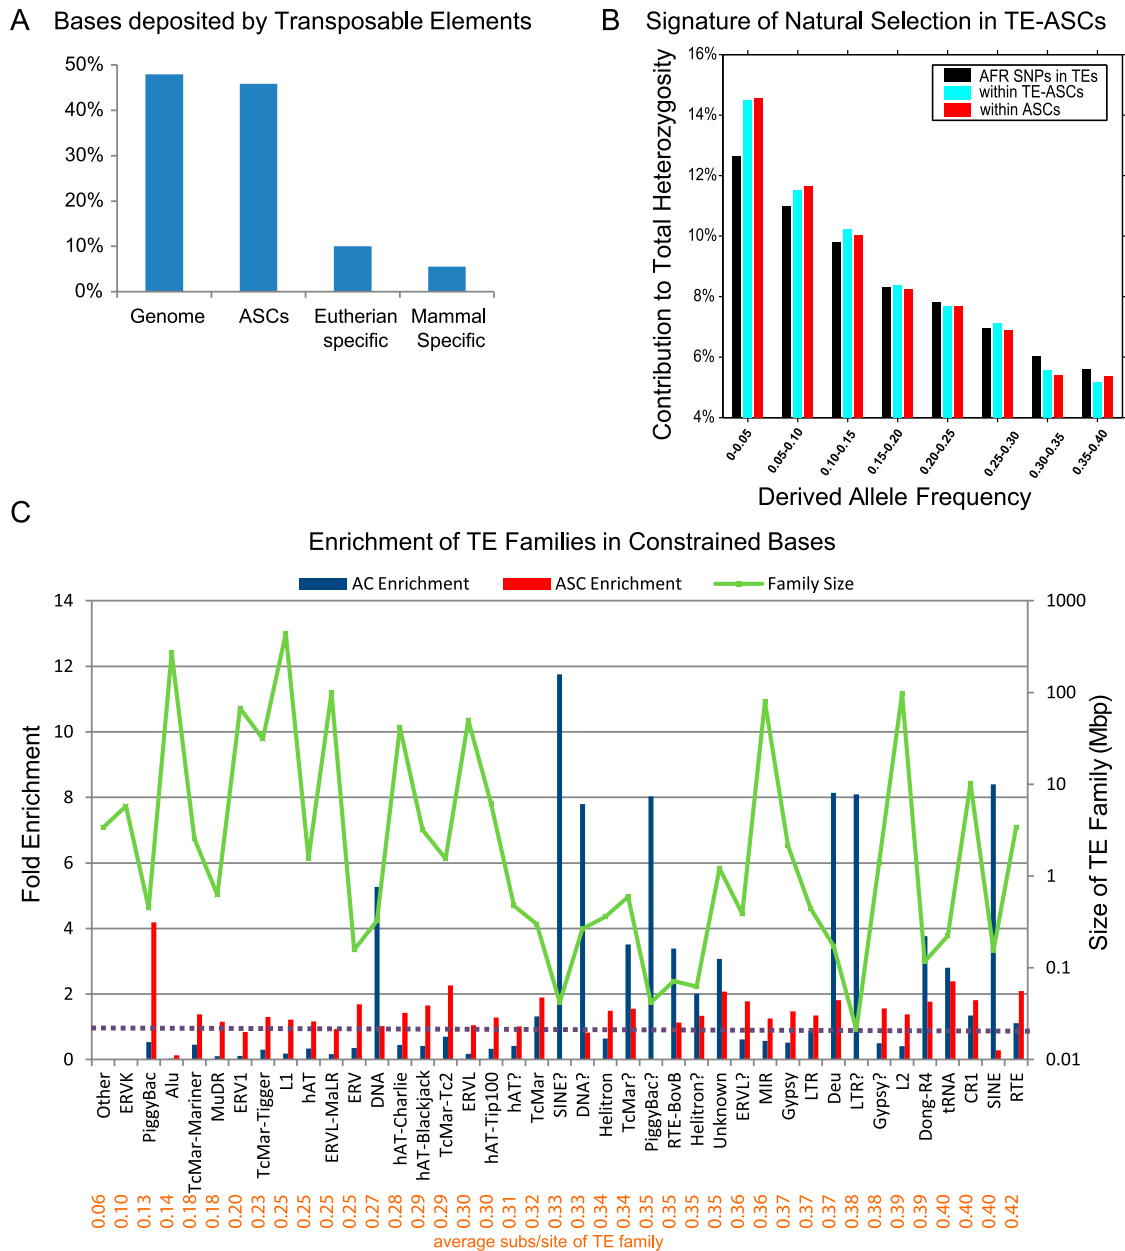 A Bases deposited by Transposable Elements
50%
40%
30%
20%
10%
0%
Genome ASCs Eutherian specific Mammal Specific
B Signature of Natural Selection in TE-ASCs
16%
14%
12%
10%
8%
6%
4%
Contribution to Total Heterozygosity
AFR SNPs in TEs
within TE-ASCs
within ASCs
0-0.05 0.05-0.10 0.10-0.15 0.15-0.20 0.20-0.25 0.25-0.30 0.30-0.35 0.35-0.40
Derived Allele Frequency
C
Enrichment of TE Families in Constrained Bases
AC Enrichment ASC Enrichment Family Size
Fold Enrichment
14
12
10
8
6
4
2
0
1000
100
10
1
0.1
0.01
Size of TE Family (Mbp)
Other ERVK PiggyBac Alu TcMar-Mariner MuDR ERV1 TcMar-Tigger L1 hAT ERVL-MaLR ERV DNA hAT-Charlie hAT-Blackjack TcMar-Tc2 ERVL hAT-Tip100 hAT? TcMar SINE? DNA? Helitron TcMar? PiggyBac? RTE-BovB Helitron? Unknown ERVL? MIR Gypsy LTR Deu LTR? Gypsy? L2 Dong-R4 tRNA CR1 SINE RTE
0.06 0.10 0.13 0.14 0.18 0.18 0.20 0.23 0.25 0.25 0.25 0.25 0.27 0.28 0.29 0.29 0.30 0.30 0.31 0.32 0.33 0.33 0.34 0.34 0.35 0.35 0.35 0.35 0.36 0.36 0.37 0.37 0.37 0.38 0.38 0.39 0.39 0.40 0.40 0.40 0.42
average subs/site of TE family